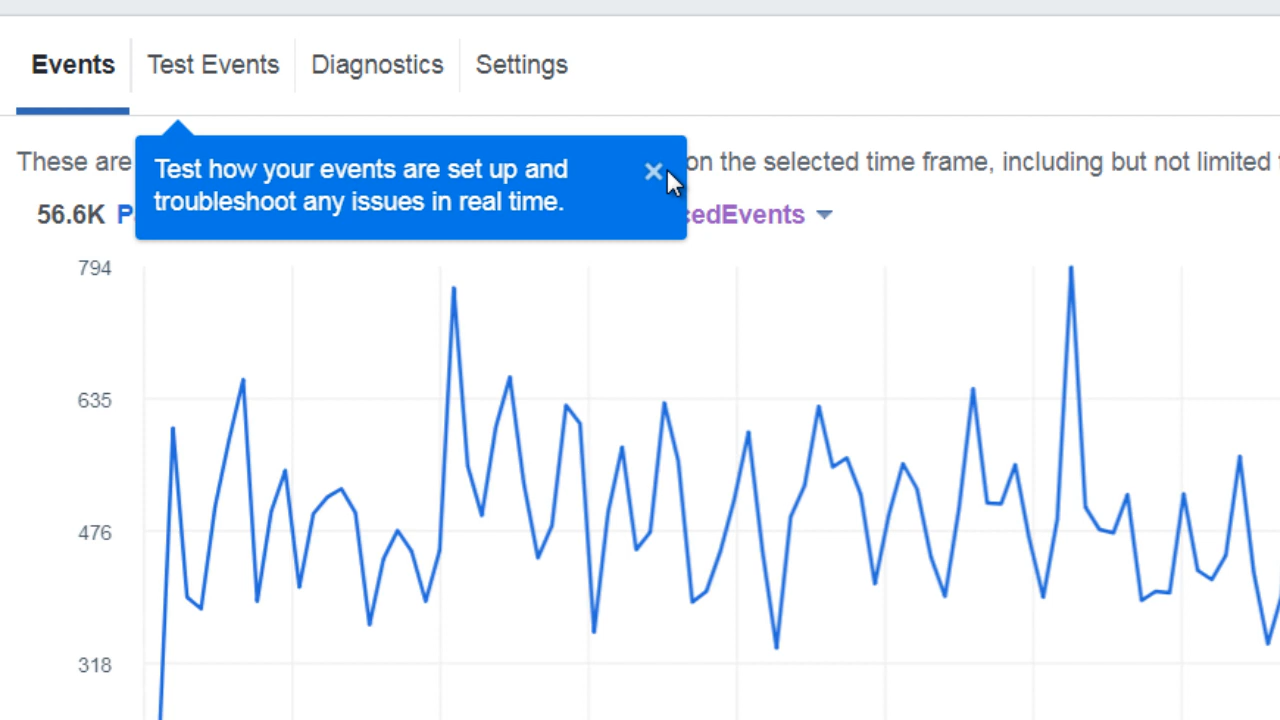 Events Test Events Diagnostics Settings
Test how your events are set up and
troubleshoot any issues in real time.
These are on the selected time frame, including but not limited
56.6K P cedEvents
794
635
476
318